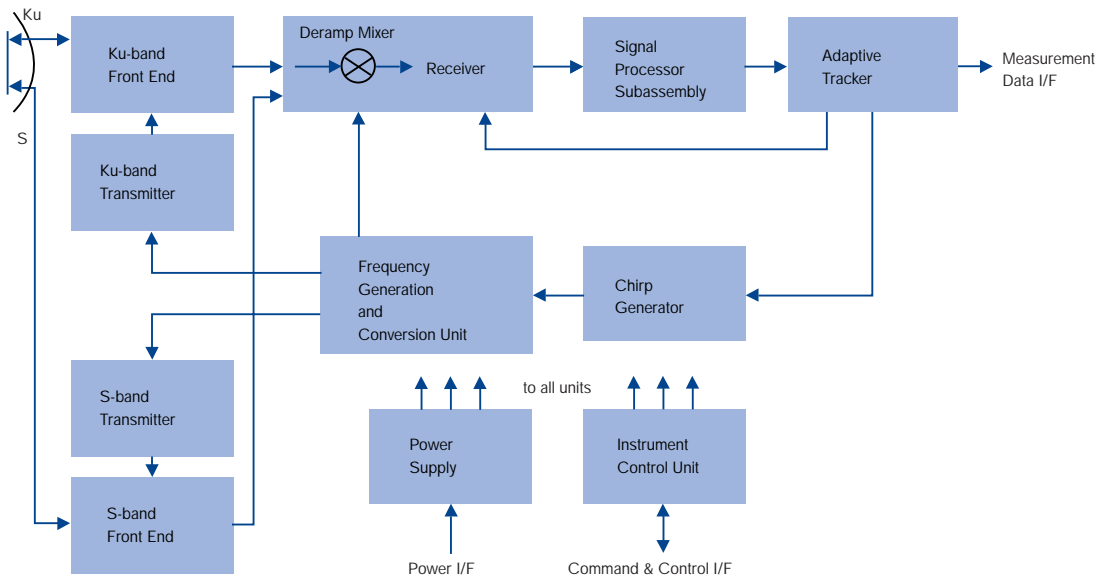 Ku
S
Ku-band
Front End
Deramp Mixer
Receiver
Signal
Processor
Subassembly
Adaptive
Tracker
Measurement
Data I/F
Ku-band
Transmitter
Frequency
Generation
and
Conversion Unit
Chirp
Generator
S-band
Transmitter
to all units
Power
Supply
Instrument
Control Unit
S-band
Front End
Power I/F
Command & Control I/F